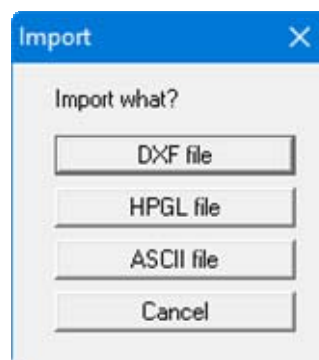 Import
Import what?
DXF file
HPGL file
ASCII file
Cancel